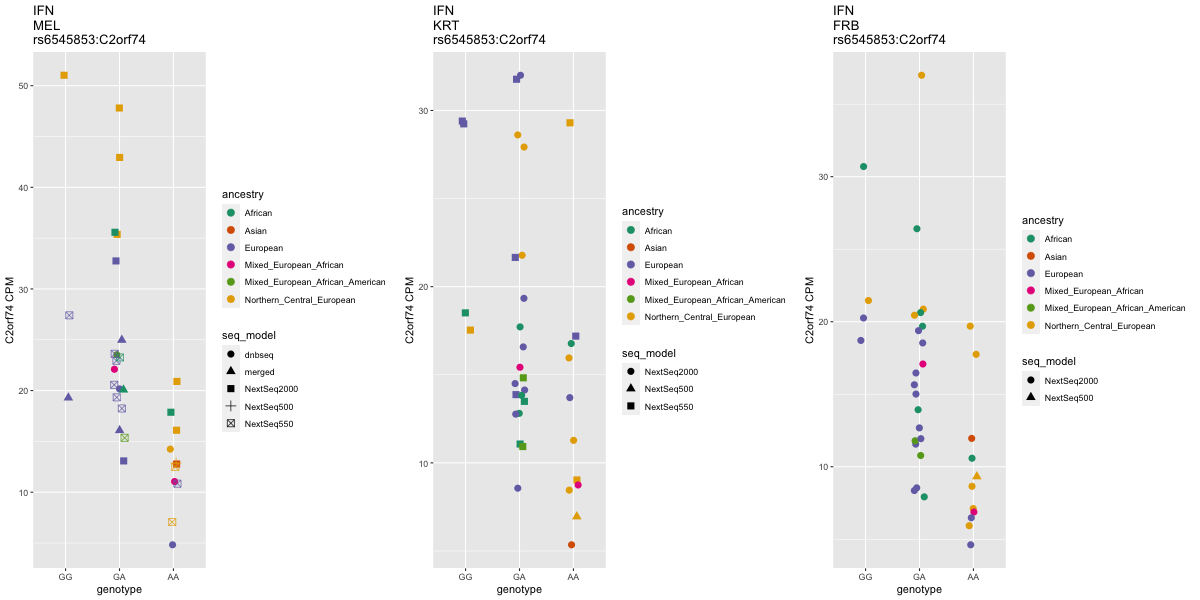 IFN
MEL
rs6545853:C2orf74
C2orf74 CPM
50
40
30
20
10
GG
GA
AA
genotype
ancestry
African
Asian
European
Mixed_European_African
Mixed_European_African_American
Northern_Central_European
seq_model
dnbseq
merged
NextSeq2000
NextSeq500
NextSeq550
IFN
KRT
rs6545853:C2orf74
C2orf74 CPM
30
20
10
GG
GA
AA
genotype
ancestry
African
Asian
European
Mixed_European_African
Mixed_European_African_American
Northern_Central_European
seq_model
NextSeq2000
NextSeq500
NextSeq550
IFN
FRB
rs6545853:C2orf74
C2orf74 CPM
30
20
10
GG
GA
AA
genotype
ancestry
African
Asian
European
Mixed_European_African
Mixed_European_African_American
Northern_Central_European
seq_model
NextSeq2000
NextSeq500